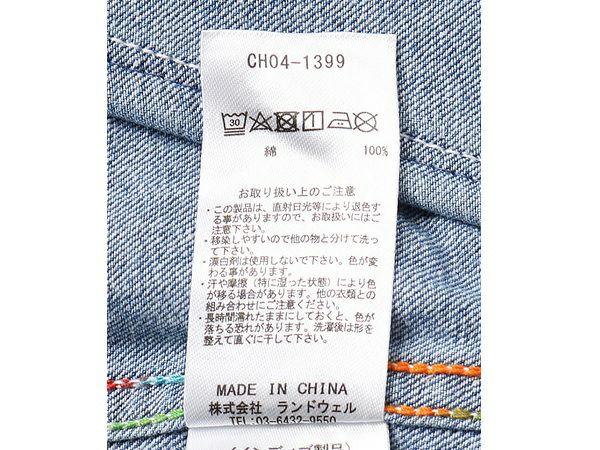 CH04-1399
30
綿 100%
お取り扱い上のご注意
・この製品は、直射日光等により退色す
る事がありますので、お取扱いにはご
注意下さい。
・移染しやすいので他の物と分けて洗っ
て下さい。
・漂白剤は使用しないで下さい。色が変
わる事があります。
・汗や摩擦（特に湿った状態）により色
が移る場合があります。他の衣類との
組み合わせにご注意ください。
・長時間濡れたままにしておくと、色が
落ちる恐れがあります。洗濯後は形を
整えて直ぐに干して下さい。
MADE IN CHINA
株式会社 ランドウェル
TEL:03-6432-9550